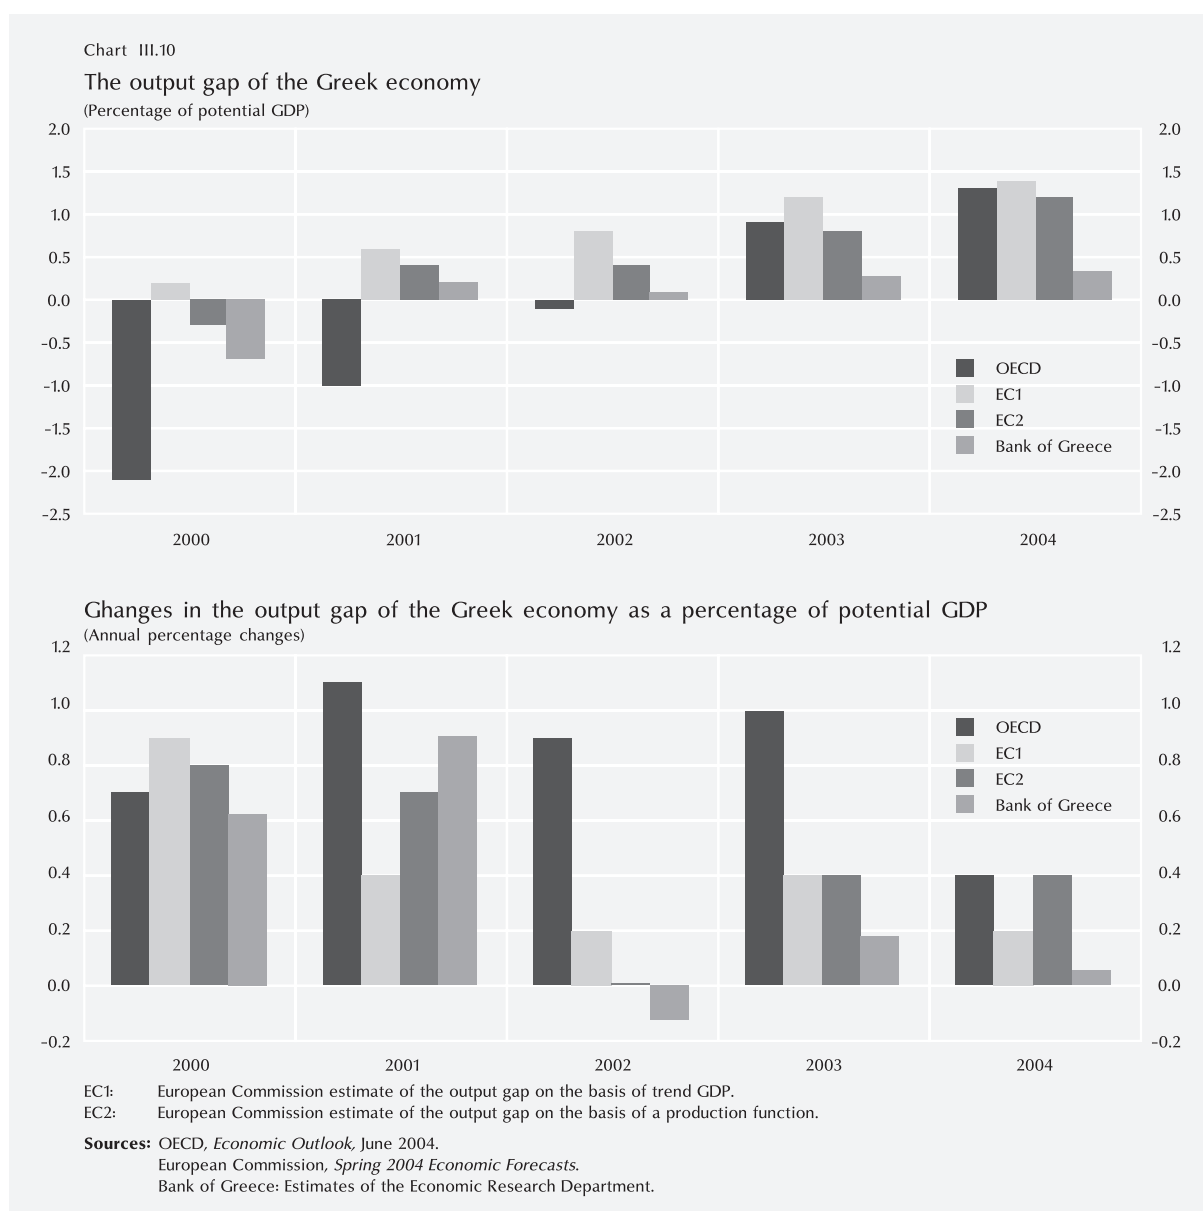 Chart III.10
The output gap of the Greek economy
(Percentage of potential GDP)
2.0 2.0
1.5 1.5
1.0 1.0
0.5 0.5
0.0 0.0
-0.5 -0.5
OECD
-1.0 -1.0
EC1
EC2
-1.5 -1.5
Bank of Greece
-2.0 -2.0
-2.5 -2.5
2000 2001 2002 2003 2004
Ghanges in the output gap of the Greek economy as a percentage of potential GDP
(Annual percentage changes)
1.2 1.2
1.0 1.0
OECD
EC1
0.8 0.8
EC2
Bank of Greece
0.6 0.6
0.4 0.4
0.2 0.2
0.0 0.0
-0.2 -0.2
2000 2001 2002 2003 2004
EC1: European Commission estimate of the output gap on the basis of trend GDP.
EC2: European Commission estimate of the output gap on the basis of a production function.
Sources: OECD, Economic Outlook, June 2004.
European Commission, Spring 2004 Economic Forecasts.
Bank of Greece: Estimates of the Economic Research Department.